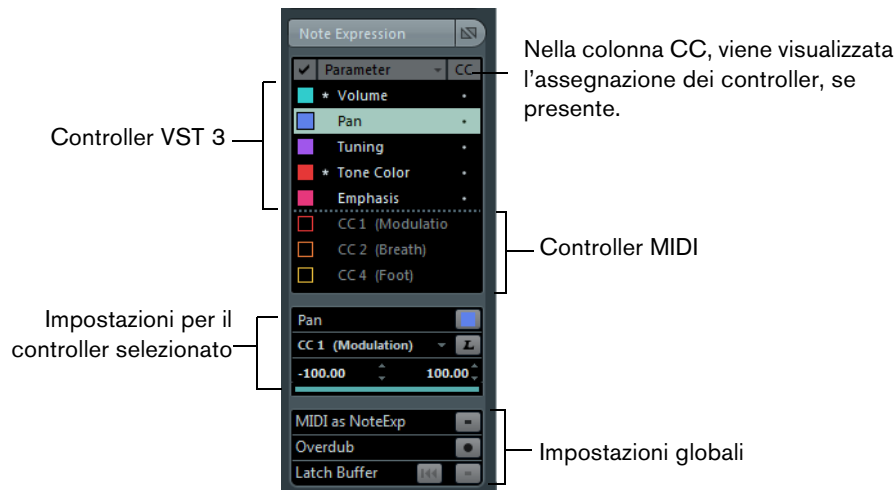 Note Expression
Parameter CC
* Volume
Pan
Tuning
* Tone Color
Emphasis
CC 1 (Modulatio
CC 2 (Breath)
CC 4 (Foot)
Pan
CC 1 (Modulation) L
-100.00 100.00
MIDI as NoteExp
Overdub
Latch Buffer
Nella colonna CC, viene visualizzata
l'assegnazione dei controller, se
presente.
Controller VST 3
Controller MIDI
Impostazioni per il
controller selezionato
Impostazioni globali